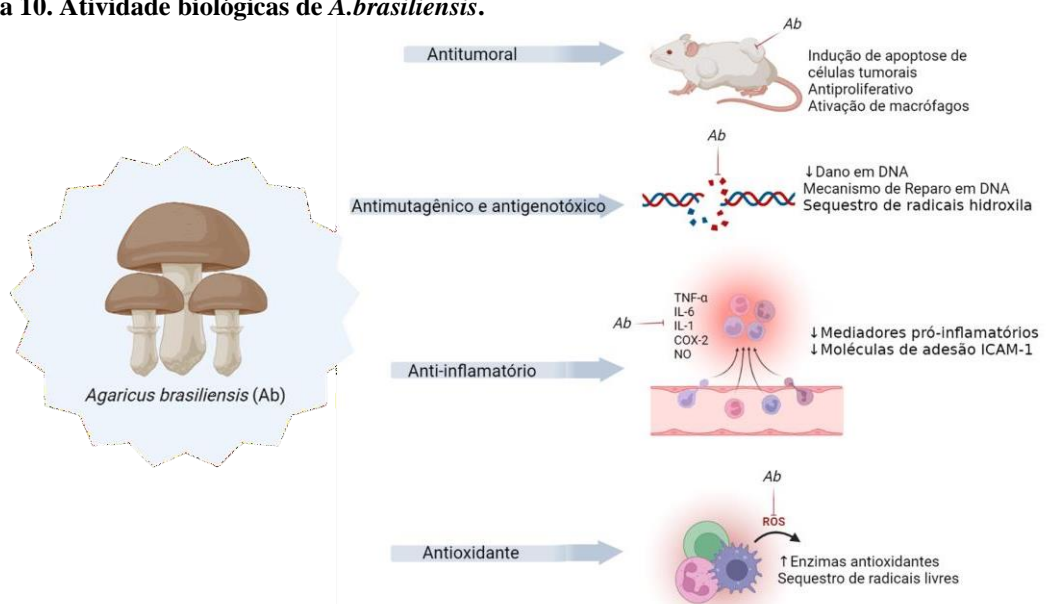 a 10. Atividade biológicas de A.brasiliensis.
Ab
Antitumoral
Indução de apoptose de
células tumorais
Antiproliferativo
Ativação de macrófagos
Ab
Antimutagênico e antigenotóxico
↓Dano em DNA
Mecanismo de Reparo em DNA
Sequestro de radicais hidroxila
Agaricus brasiliensis (Ab)
Anti-inflamatório
Ab
TNF-α
IL-6
IL-1
COX-2
NO
↓Mediadores pró-inflamatórios
↓Moléculas de adesão ICAM-1
Antioxidante
Ab
ROS
↑Enzimas antioxidantes
Sequestro de radicais livres